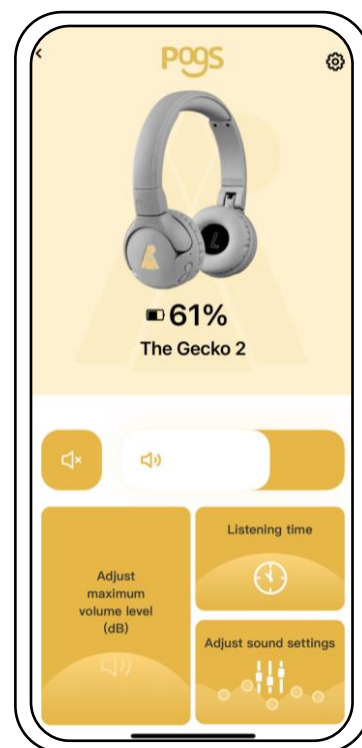 Pogs
L
61%
The Gecko 2
Listening time
Adjust
maximum
volume level
(dB)
Adjust sound settings